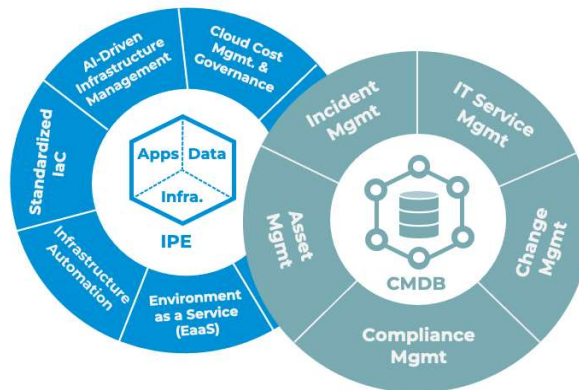 Cloud Cost
Mgmt. &
Governance
AI-Driven
Infrastructure
Management
Standardized
IaC
Infrastructure
Automation
Environment
as a Service
(EaaS)
Apps
Data
Infra.
IPE
Incident
Mgmt
IT Service
Mgmt
Change
Mgmt
Compliance
Mgmt
Asset
Mgmt
CMDB